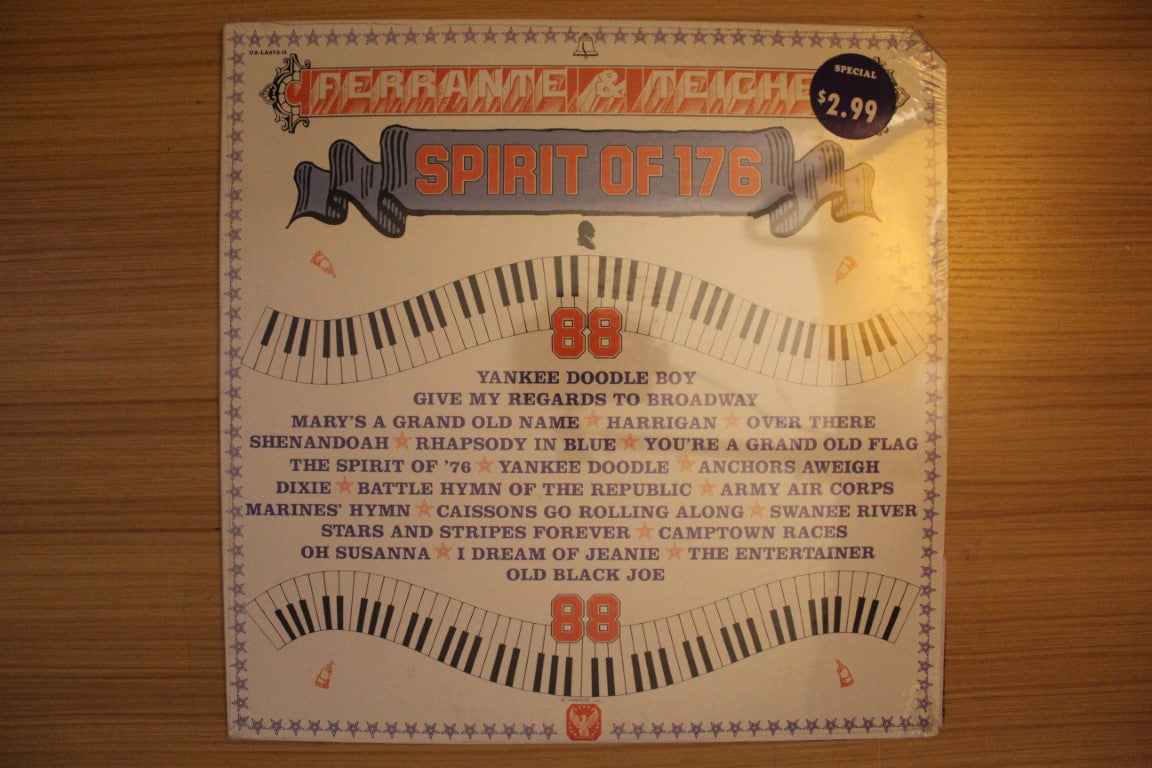 UA-LA573-G
FERRANTE & TEICHE
SPECIAL
$2.99
SPIRIT OF 176
88
YANKEE DOODLE BOY
GIVE MY REGARDS TO BROADWAY
MARY'S A GRAND OLD NAME ★ HARRIGAN ★ OVER THERE
SHENANDOAH ★ RHAPSODY IN BLUE ★ YOU'RE A GRAND OLD FLAG
THE SPIRIT OF '76 ★ YANKEE DOODLE ★ ANCHORS AWEIGH
DIXIE ★ BATTLE HYMN OF THE REPUBLIC ★ ARMY AIR CORPS
MARINES' HYMN ★ CAISSONS GO ROLLING ALONG ★ SWANEE RIVER
STARS AND STRIPES FOREVER ★ CAMPTOWN RACES
OH SUSANNA ★ I DREAM OF JEANIE ★ THE ENTERTAINER
OLD BLACK JOE
88